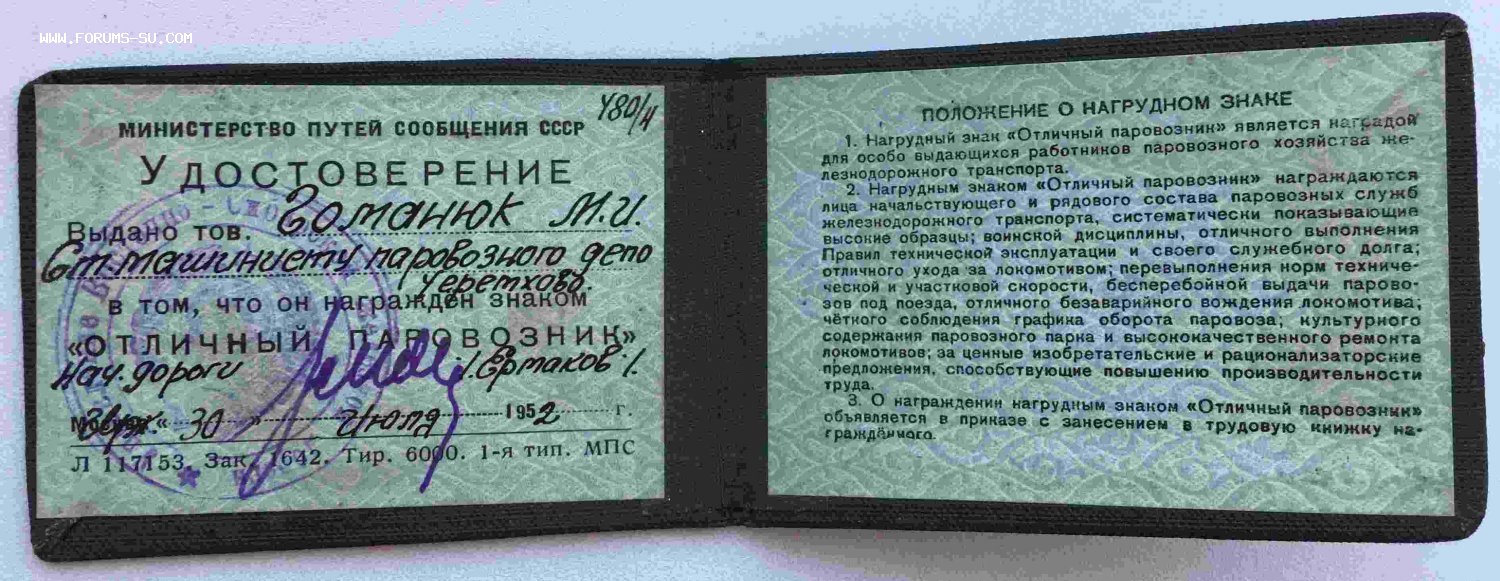 WWW.FORUMS-SU.COM
480/Н
МИНИСТЕРСТВО ПУТЕЙ СООБЩЕНИЯ СССР
УДОСТОВЕРЕНИЕ
Выдано тов. Гоманюк М.И.
Ст. машинисту паровозного депо
Черемхово.
в том, что он награждён знаком
«ОТЛИЧНЫЙ ПАРОВОЗНИК»
Нач. дороги /. Ермаков /.
« 30 » Июля 1952 г.
Л 117153. Зак. 1642. Тир. 6000. 1-я тип. МПС
ПОЛОЖЕНИЕ О НАГРУДНОМ ЗНАКЕ
1. Нагрудный знак «Отличный паровозник» является наградой
для особо выдающихся работников паровозного хозяйства же-
лезнодорожного транспорта.
2. Нагрудным знаком «Отличный паровозник» награждаются
лица начальствующего и рядового состава паровозных служб
железнодорожного транспорта, систематически показывающие
высокие образцы; воинской дисциплины, отличного выполнения
Правил технической эксплуатации и своего служебного долга;
отличного ухода за локомотивом; перевыполнения норм техниче-
ческой и участковой скорости, бесперебойной выдачи парово-
зов под поезда, отличного безаварийного вождения локомотива;
чёткого соблюдения графика оборота паровоза; культурного
содержания паровозного парка и высококачественного ремонта
локомотивов; за ценные изобретательские и рационализаторские
предложения, способствующие повышению производительности
труда.
3. О награждении нагрудным знаком «Отличный паровозник»
объявляется в приказе с занесением в трудовую книжку на-
граждённого.